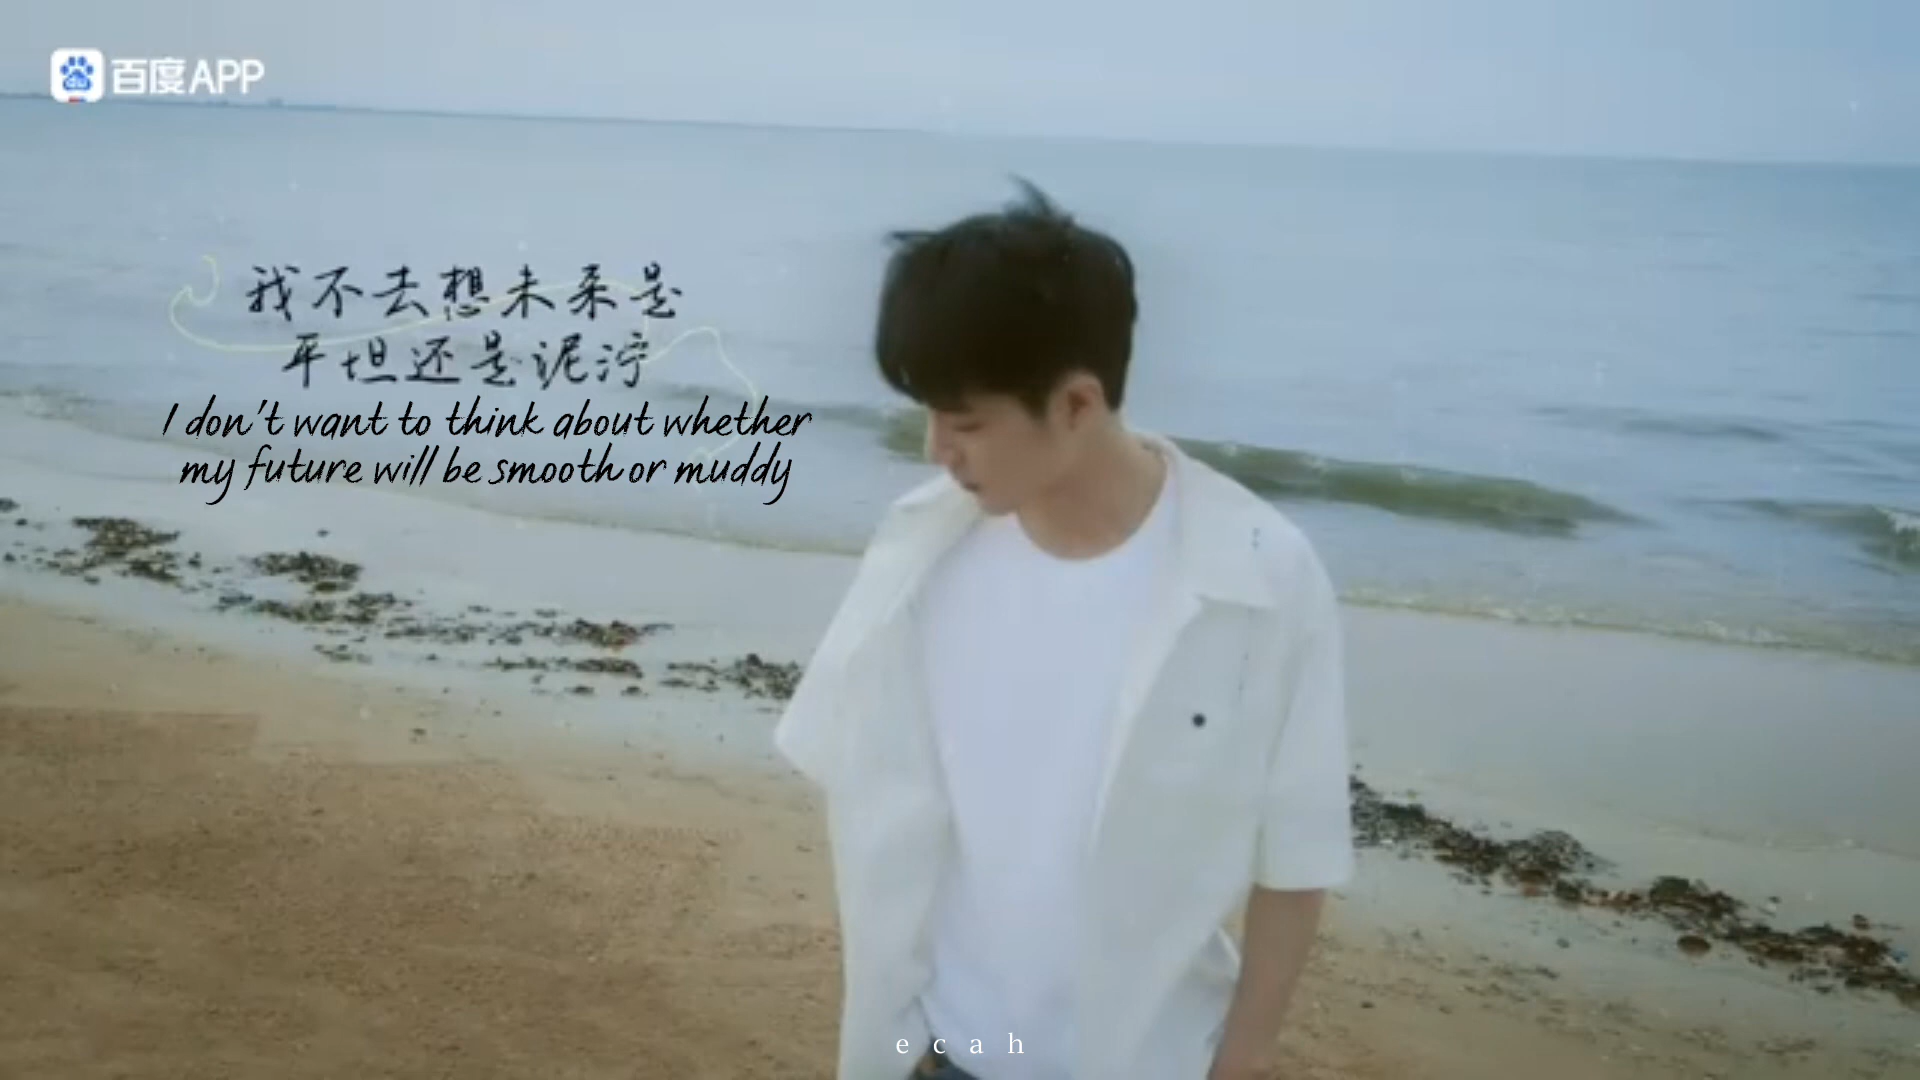 百度APP
我不去想未来是
平坦还是泥泞
I don't want to think about whether
my future will be smooth or muddy
ecah